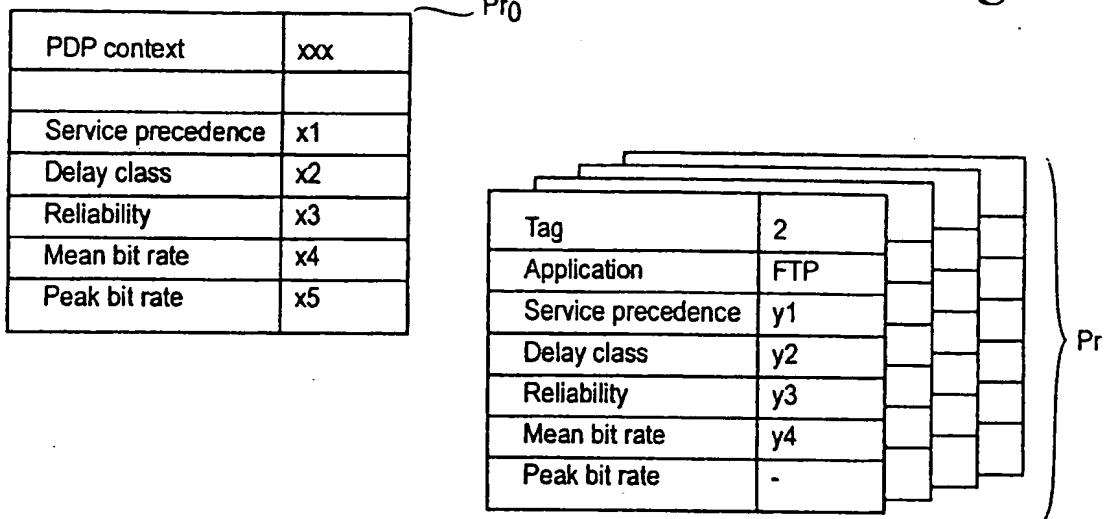 Pr0
PDP context xxx
Service precedence x1
Delay class x2
Reliability x3
Mean bit rate x4
Peak bit rate x5
Tag 2
Application FTP
Service precedence y1
Delay class y2
Reliability y3
Mean bit rate y4
Peak bit rate -
Pr